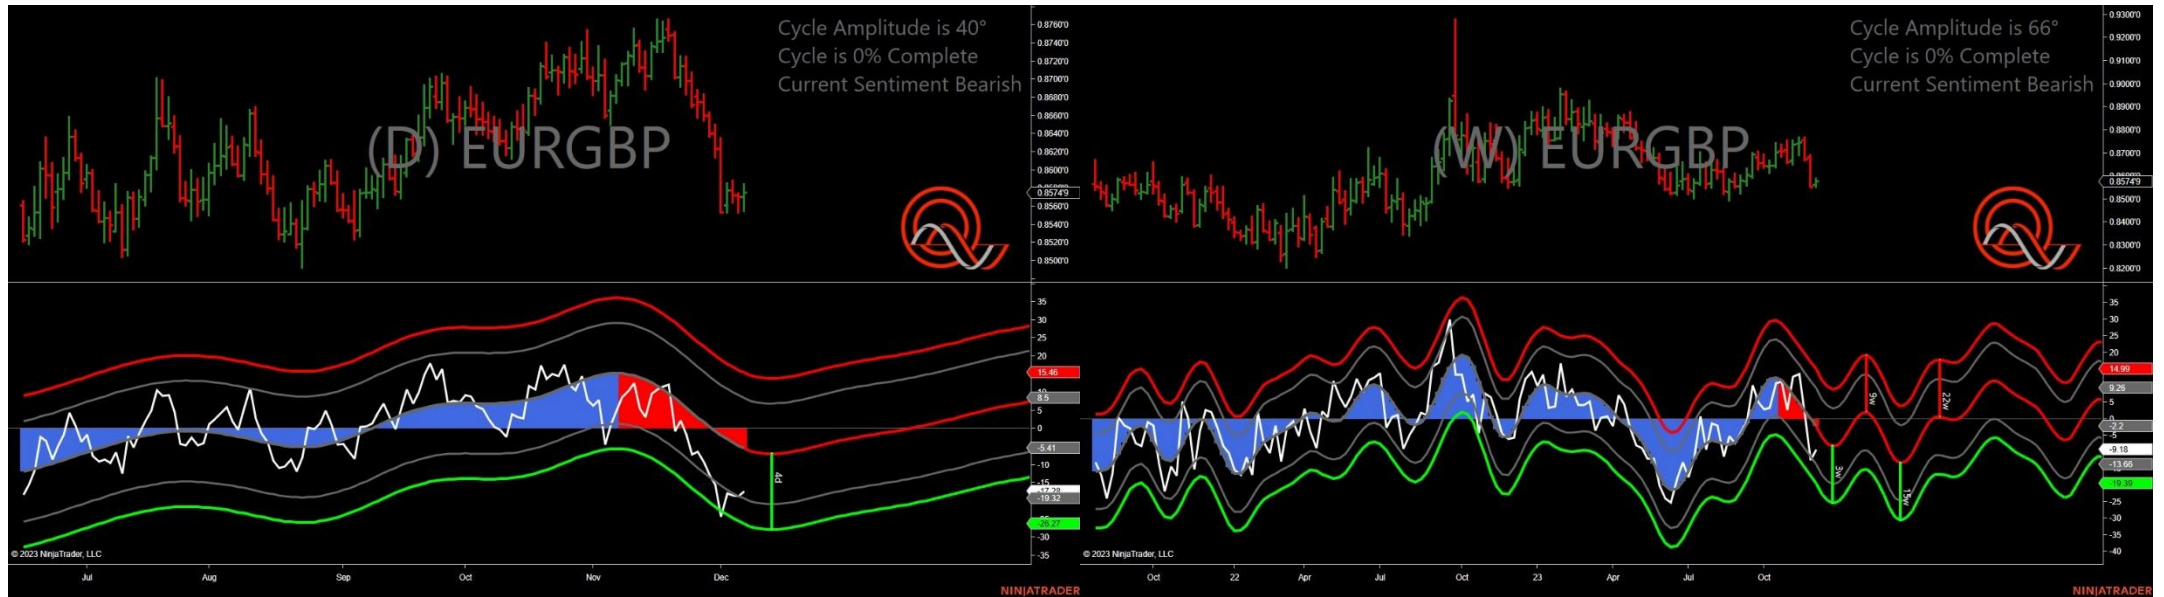 Cycle Amplitude is 40°
Cycle is 0% Complete
Current Sentiment Bearish
(D) EURGBP
0.8760'0
0.8740'0
0.8720'0
0.8700'0
0.8680'0
0.8660'0
0.8640'0
0.8620'0
0.8600'0
0.8574'9
0.8560'0
0.8540'0
0.8520'0
0.8500'0
35
30
25
20
15.46
10
8.5
5
0
-5.41
-10
-15
-17.28
-19.32
-26.27
-30
-35
4d
© 2023 NinjaTrader, LLC
Jul
Aug
Sep
Oct
Nov
Dec
NINJATRADER
Cycle Amplitude is 66°
Cycle is 0% Complete
Current Sentiment Bearish
(W) EURGBP
0.9300'0
0.9200'0
0.9100'0
0.9000'0
0.8900'0
0.8800'0
0.8700'0
0.8574'9
0.8500'0
0.8400'0
0.8300'0
0.8200'0
35
30
25
20
14.99
9.26
5
0
-2.2
-5
-9.18
-13.66
-19.39
-25
-30
-35
-40
9w
22w
3w
15w
© 2023 NinjaTrader, LLC
Oct
22
Apr
Jul
Oct
23
Apr
Jul
Oct
NINJATRADER